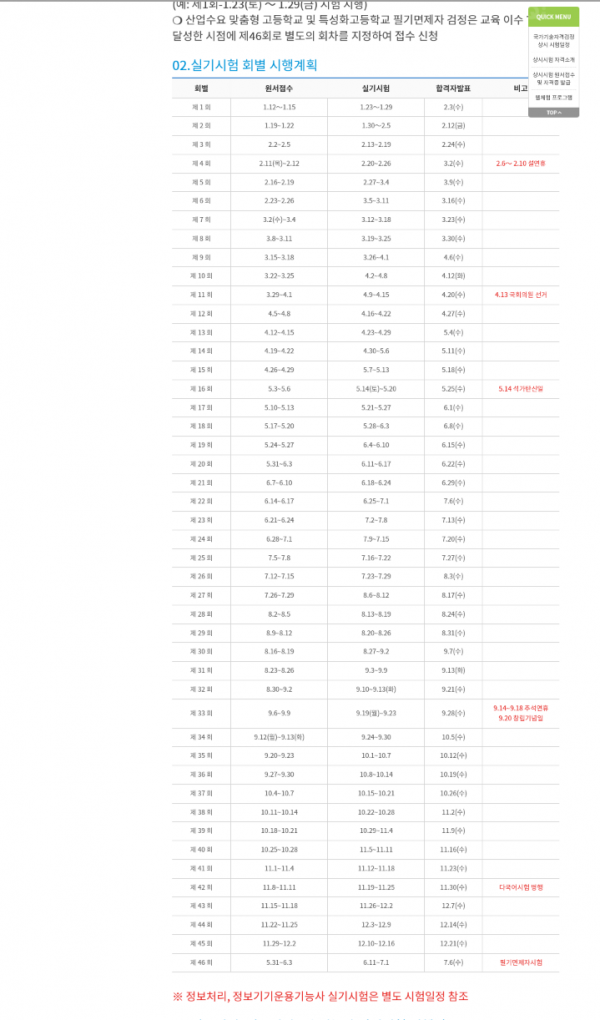 (예: 제1회-1.23(토) ~ 1.29(금) 시험 시행)
❍ 산업수요 맞춤형 고등학교 및 특성화고등학교 필기면제자 검정은 교육 이수
달성한 시점에 제46회로 별도의 회차를 지정하여 접수 신청
QUICK MENU
국가기술자격검정
상시 시험일정
상시시험 자격소개
상시시험 원서접수
및 자격증 발급
웹체험 프로그램
TOP
02.실기시험 회별 시행계획
회별 원서접수 실기시험 합격자발표 비고
제 1 회 1.12~1.15 1.23~1.29 2.3(수)
제 2 회 1.19~1.22 1.30~2.5 2.12(금)
제 3 회 2.2~2.5 2.13~2.19 2.24(수)
제 4 회 2.11(목)~2.12 2.20~2.26 3.2(수) 2.6~ 2.10 설연휴
제 5 회 2.16~2.19 2.27~3.4 3.9(수)
제 6 회 2.23~2.26 3.5~3.11 3.16(수)
제 7 회 3.2(수)~3.4 3.12~3.18 3.23(수)
제 8 회 3.8~3.11 3.19~3.25 3.30(수)
제 9 회 3.15~3.18 3.26~4.1 4.6(수)
제 10 회 3.22~3.25 4.2~4.8 4.12(화)
제 11 회 3.29~4.1 4.9~4.15 4.20(수) 4.13 국회의원 선거
제 12 회 4.5~4.8 4.16~4.22 4.27(수)
제 13 회 4.12~4.15 4.23~4.29 5.4(수)
제 14 회 4.19~4.22 4.30~5.6 5.11(수)
제 15 회 4.26~4.29 5.7~5.13 5.18(수)
제 16 회 5.3~5.6 5.14(토)~5.20 5.25(수) 5.14 석가탄신일
제 17 회 5.10~5.13 5.21~5.27 6.1(수)
제 18 회 5.17~5.20 5.28~6.3 6.8(수)
제 19 회 5.24~5.27 6.4~6.10 6.15(수)
제 20 회 5.31~6.3 6.11~6.17 6.22(수)
제 21 회 6.7~6.10 6.18~6.24 6.29(수)
제 22 회 6.14~6.17 6.25~7.1 7.6(수)
제 23 회 6.21~6.24 7.2~7.8 7.13(수)
제 24 회 6.28~7.1 7.9~7.15 7.20(수)
제 25 회 7.5~7.8 7.16~7.22 7.27(수)
제 26 회 7.12~7.15 7.23~7.29 8.3(수)
제 27 회 7.26~7.29 8.6~8.12 8.17(수)
제 28 회 8.2~8.5 8.13~8.19 8.24(수)
제 29 회 8.9~8.12 8.20~8.26 8.31(수)
제 30 회 8.16~8.19 8.27~9.2 9.7(수)
제 31 회 8.23~8.26 9.3~9.9 9.13(화)
제 32 회 8.30~9.2 9.10~9.13(화) 9.21(수)
제 33 회 9.6~9.9 9.19(월)~9.23 9.28(수) 9.14~9.18 추석연휴
9.20 창립기념일
제 34 회 9.12(월)~9.13(화) 9.24~9.30 10.5(수)
제 35 회 9.20~9.23 10.1~10.7 10.12(수)
제 36 회 9.27~9.30 10.8~10.14 10.19(수)
제 37 회 10.4~10.7 10.15~10.21 10.26(수)
제 38 회 10.11~10.14 10.22~10.28 11.2(수)
제 39 회 10.18~10.21 10.29~11.4 11.9(수)
제 40 회 10.25~10.28 11.5~11.11 11.16(수)
제 41 회 11.1~11.4 11.12~11.18 11.23(수)
제 42 회 11.8~11.11 11.19~11.25 11.30(수) 다국어시험 병행
제 43 회 11.15~11.18 11.26~12.2 12.7(수)
제 44 회 11.22~11.25 12.3~12.9 12.14(수)
제 45 회 11.29~12.2 12.10~12.16 12.21(수)
제 46 회 5.31~6.3 6.11~7.1 7.6(수) 필기면제자시험
※ 정보처리, 정보기기운용기능사 실기시험은 별도 시험일정 참조